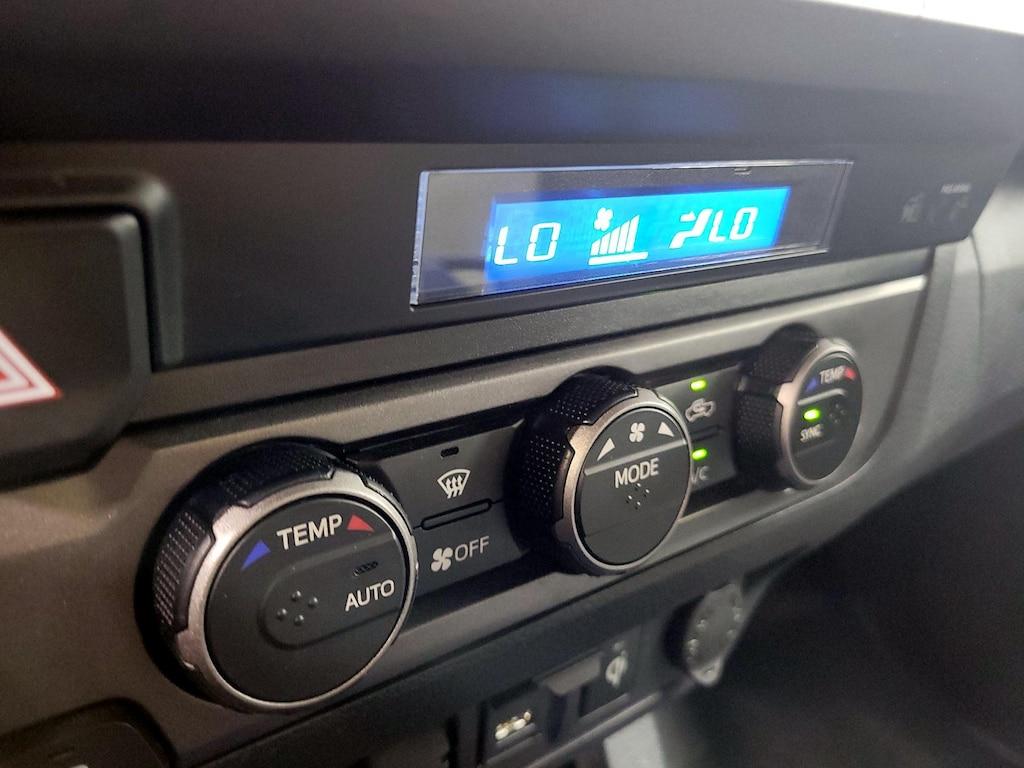 LO LO
TEMP
AUTO
OFF
MODE
TEMP
SYNC